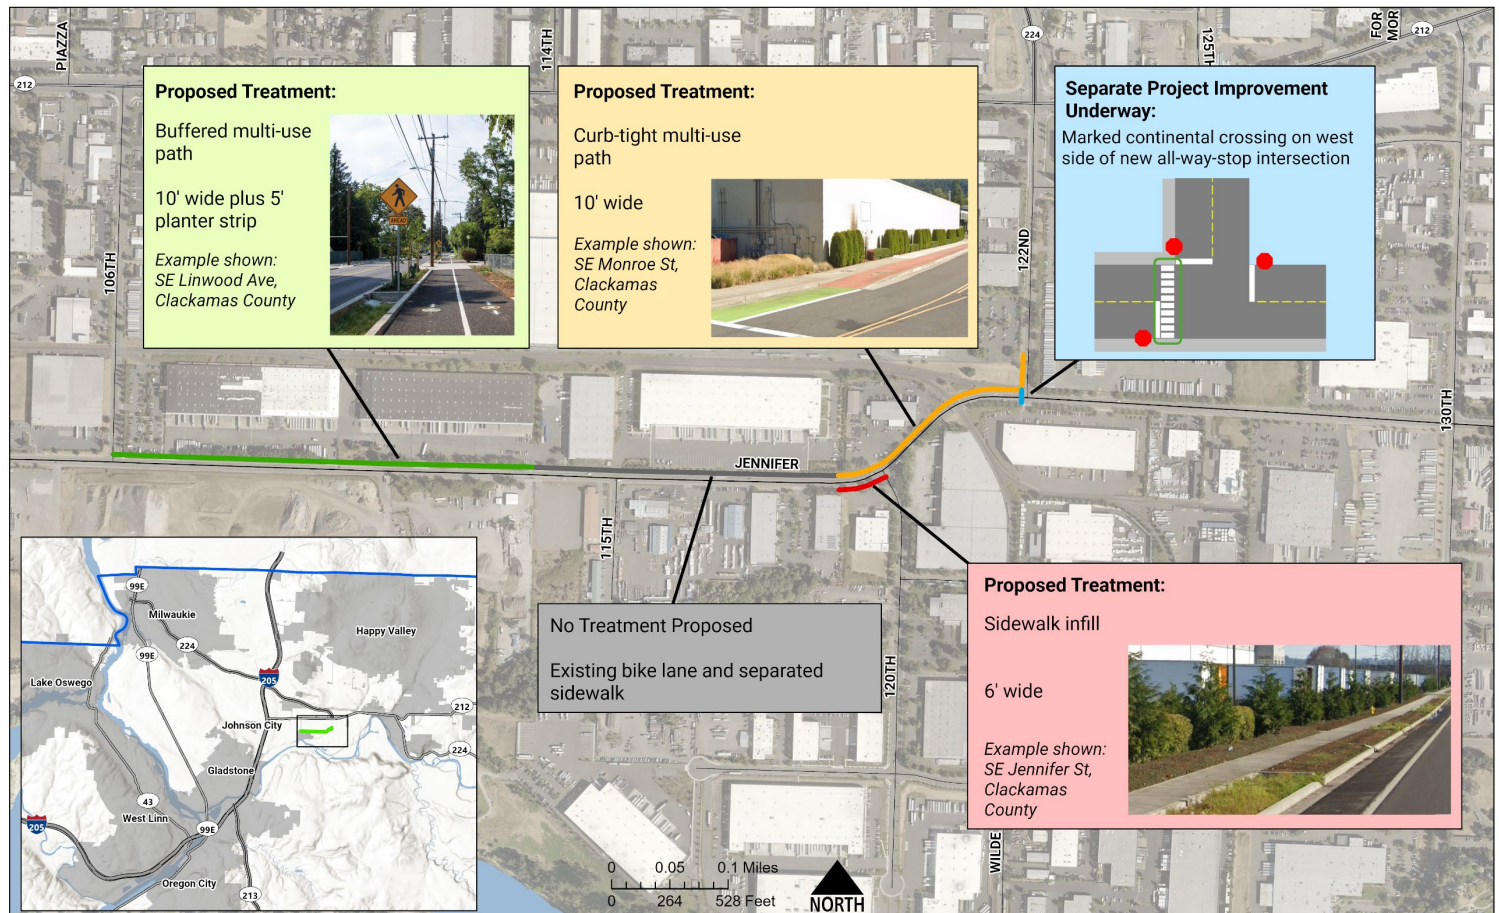 PIAZZA
114TH
224
125TH
FOR
MOR
212
212
106TH
122ND
130TH
Proposed Treatment:
Buffered multi-use
path
10' wide plus 5'
planter strip
Example shown:
SE Linwood Ave,
Clackamas County
AHEAD
Proposed Treatment:
Curb-tight multi-use
path
10' wide
Example shown:
SE Monroe St,
Clackamas
County
Separate Project Improvement
Underway:
Marked continental crossing on west
side of new all-way-stop intersection
JENNIFER
115TH
120TH
WILDE
No Treatment Proposed
Existing bike lane and separated
sidewalk
Proposed Treatment:
Sidewalk infill
6' wide
Example shown:
SE Jennifer St,
Clackamas
County
99E
Milwaukie
Happy Valley
224
99E
Lake Oswego
205
212
Johnson City
224
Gladstone
43
West Linn
205
99E
Oregon City
213
0 0.05 0.1 Miles
0 264 528 Feet
NORTH